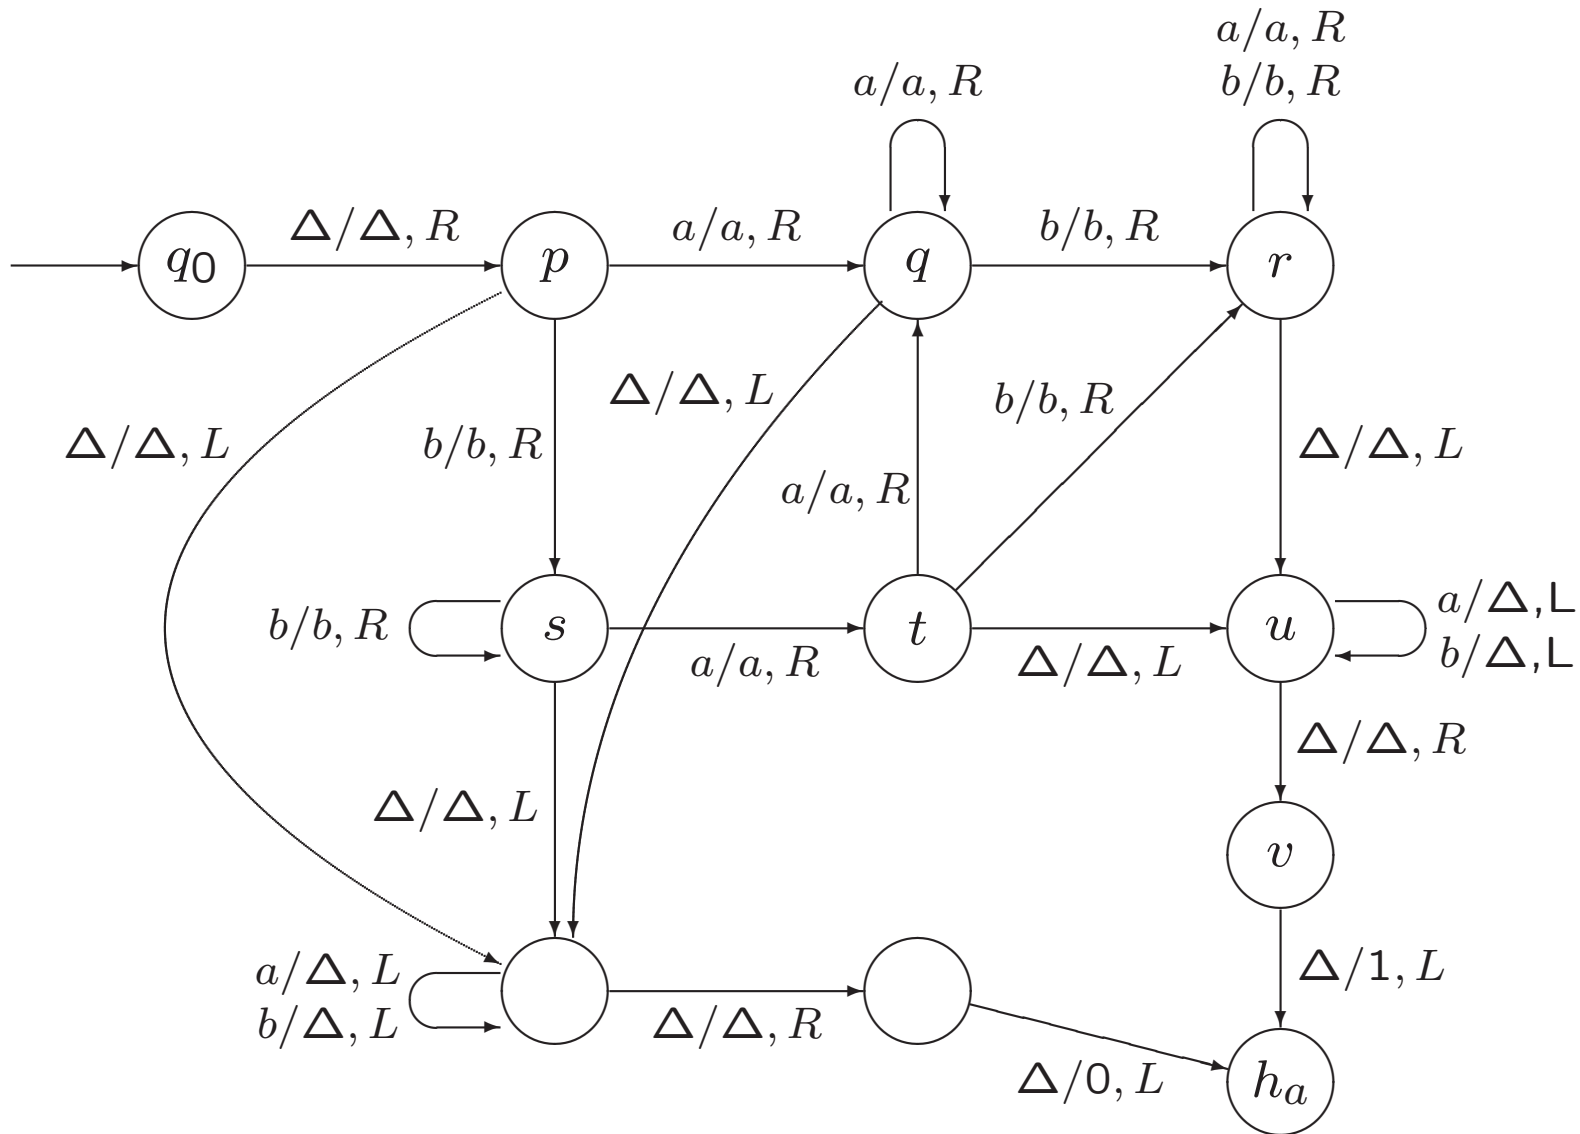 a/a, R
b/b, R
a/a, R
q0
Δ/Δ, R
p
a/a, R
q
b/b, R
r
Δ/Δ, L
b/b, R
Δ/Δ, L
b/b, R
a/a, R
Δ/Δ, L
b/b, R
s
a/a, R
t
Δ/Δ, L
u
a/Δ,L
b/Δ,L
Δ/Δ, R
Δ/Δ, L
v
a/Δ, L
b/Δ, L
Δ/Δ, R
Δ/1, L
Δ/0, L
ha